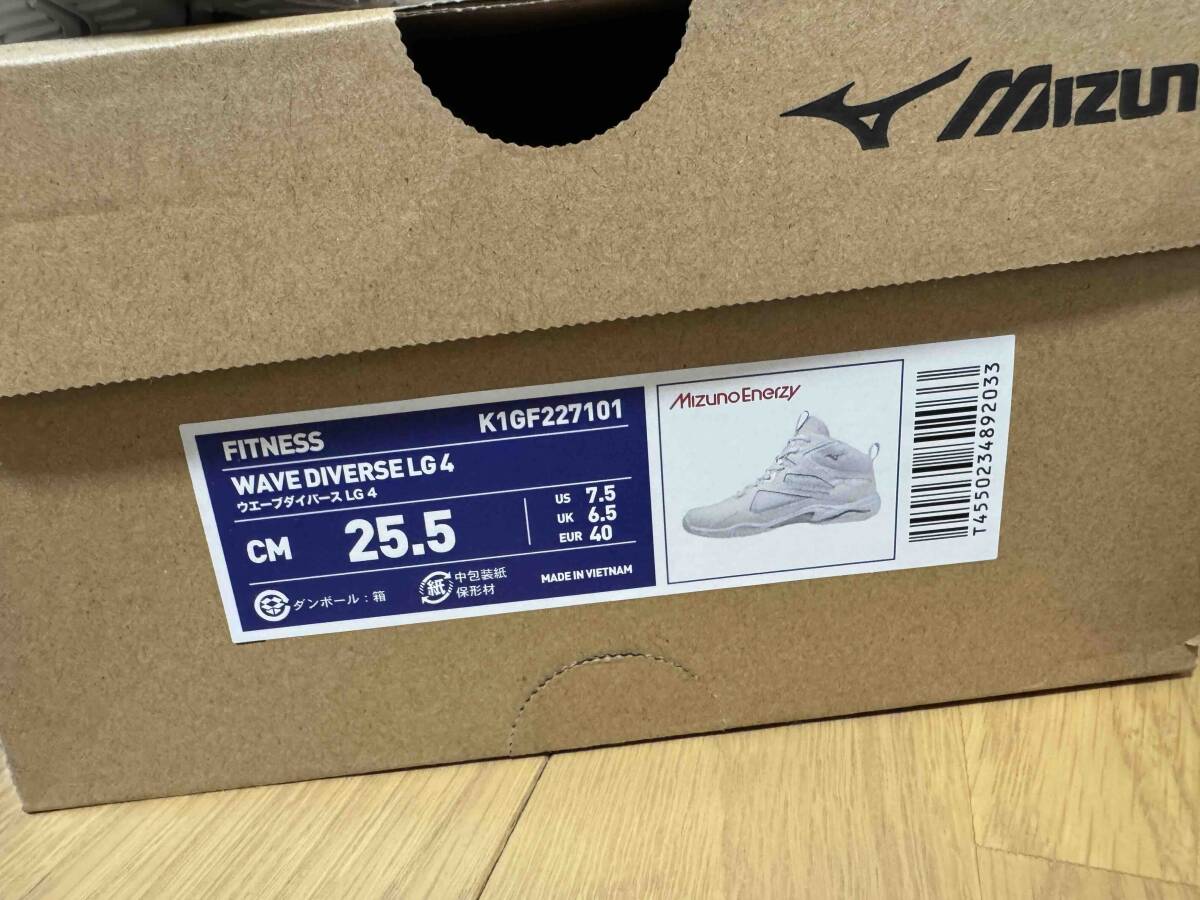 MIZUN
FITNESS
K1GF227101
WAVE DIVERSE LG 4
ウエーブダイバース LG 4
CM 25.5
US 7.5
UK 6.5
EUR 40
ダンボール：箱
紙 中包装紙
保形材
MADE IN VIETNAM
MizunoEnerzy
T4550234892033